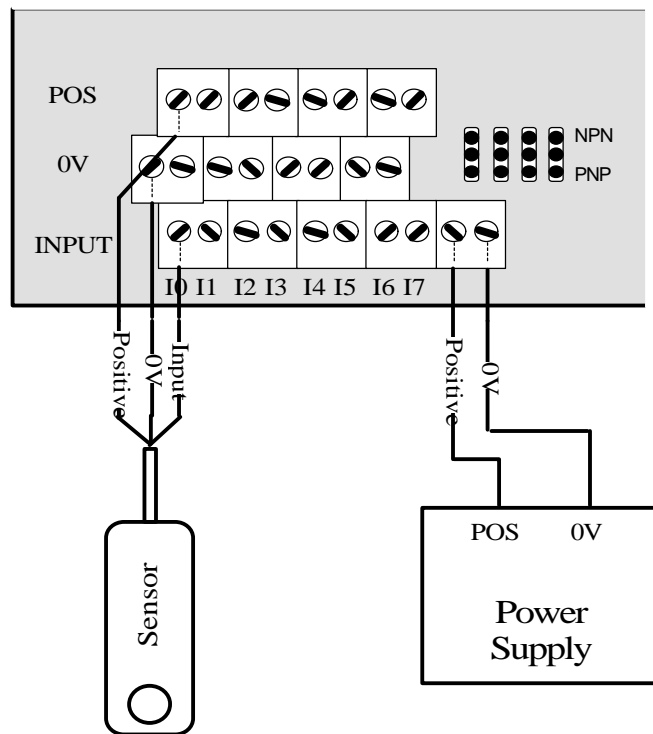 POS
NPN
0V
PNP
INPUT
I0 I1 I2 I3 I4 I5 I6 I7
Positive
0V
Input
Positive
0V
POS 0V
Power
Supply
Sensor